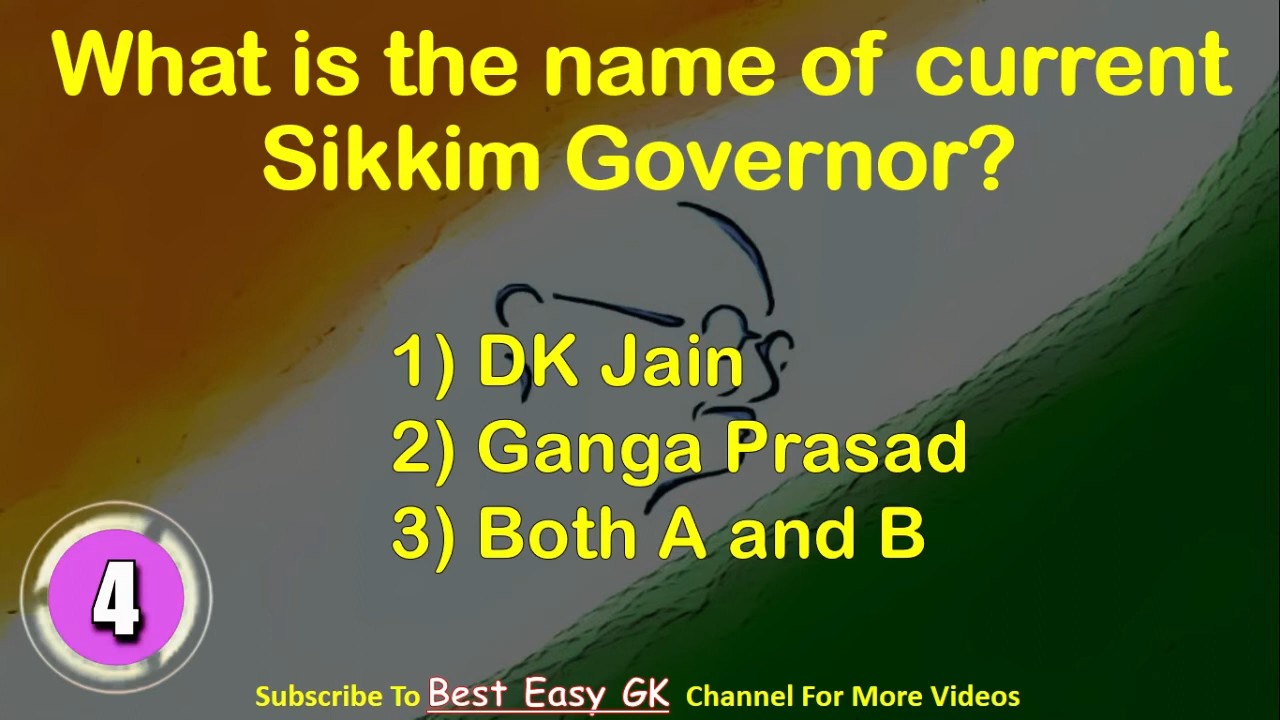 What is the name of current
Sikkim Governor?
1) DK Jain
2) Ganga Prasad
3) Both A and B
4
Subscribe To Best Easy GK Channel For More Videos